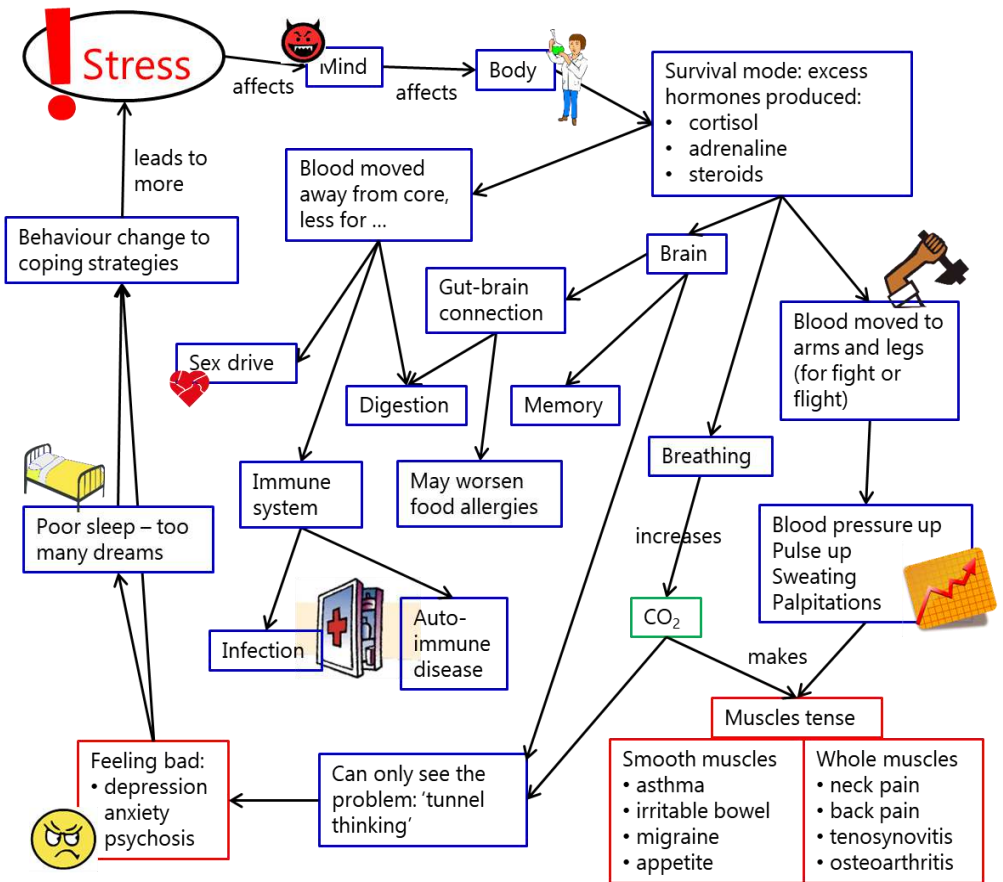 Stress
affects
Mind
affects
Body
Survival mode: excess
hormones produced:
• cortisol
• adrenaline
• steroids
leads to
more
Blood moved
away from core,
less for ...
Behaviour change to
coping strategies
Brain
Gut-brain
connection
Blood moved to
arms and legs
(for fight or
flight)
Sex drive
Digestion
Memory
Breathing
Immune
system
May worsen
food allergies
Poor sleep – too
many dreams
increases
Blood pressure up
Pulse up
Sweating
Palpitations
CO₂
Infection
Auto-
immune
disease
makes
Muscles tense
Feeling bad:
• depression
anxiety
psychosis
Can only see the
problem: ‘tunnel
thinking’
Smooth muscles
• asthma
• irritable bowel
• migraine
• appetite
Whole muscles
• neck pain
• back pain
• tenosynovitis
• osteoarthritis